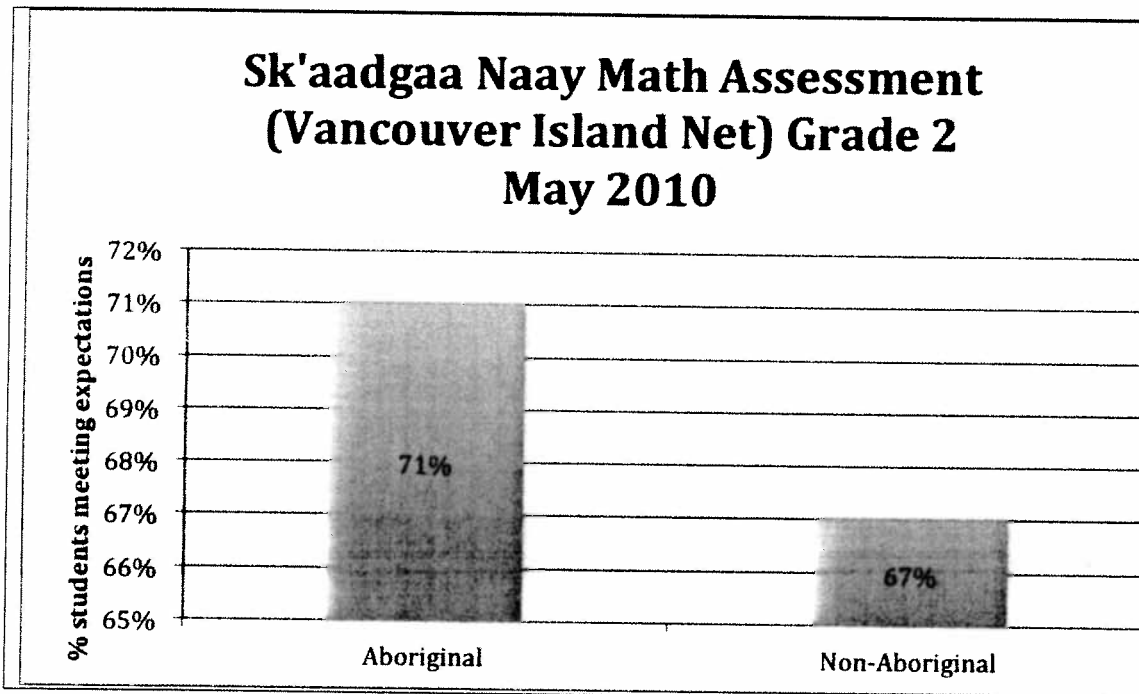 Sk'aadgaa Naay Math Assessment
(Vancouver Island Net) Grade 2
May 2010
% students meeting expectations
72%
71%
70%
69%
68%
67%
66%
65%
71%
67%
Aboriginal
Non-Aboriginal